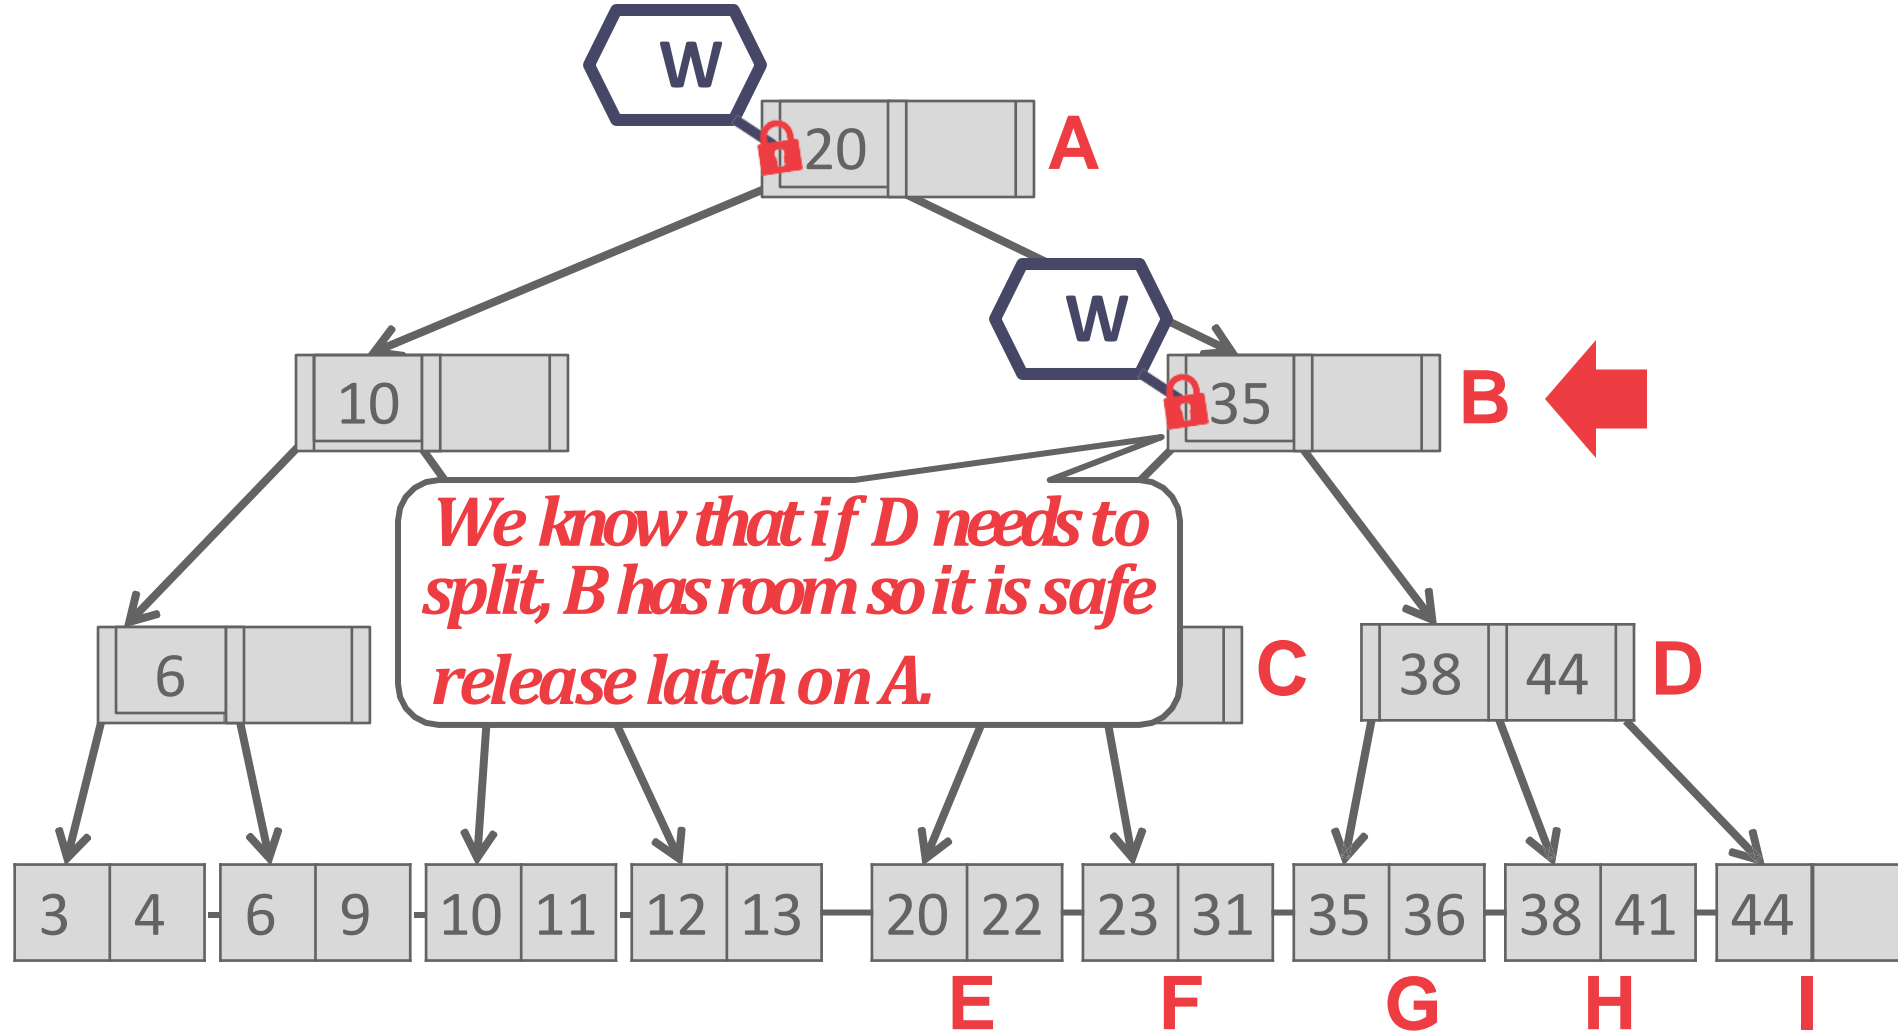 W
20 A
W
10 35 B
We know that if D needs to
split, B has room so it is safe
release latch on A.
6 C 38 44 D
3 4 6 9 10 11 12 13 20 22 23 31 35 36 38 41 44
E F G H I